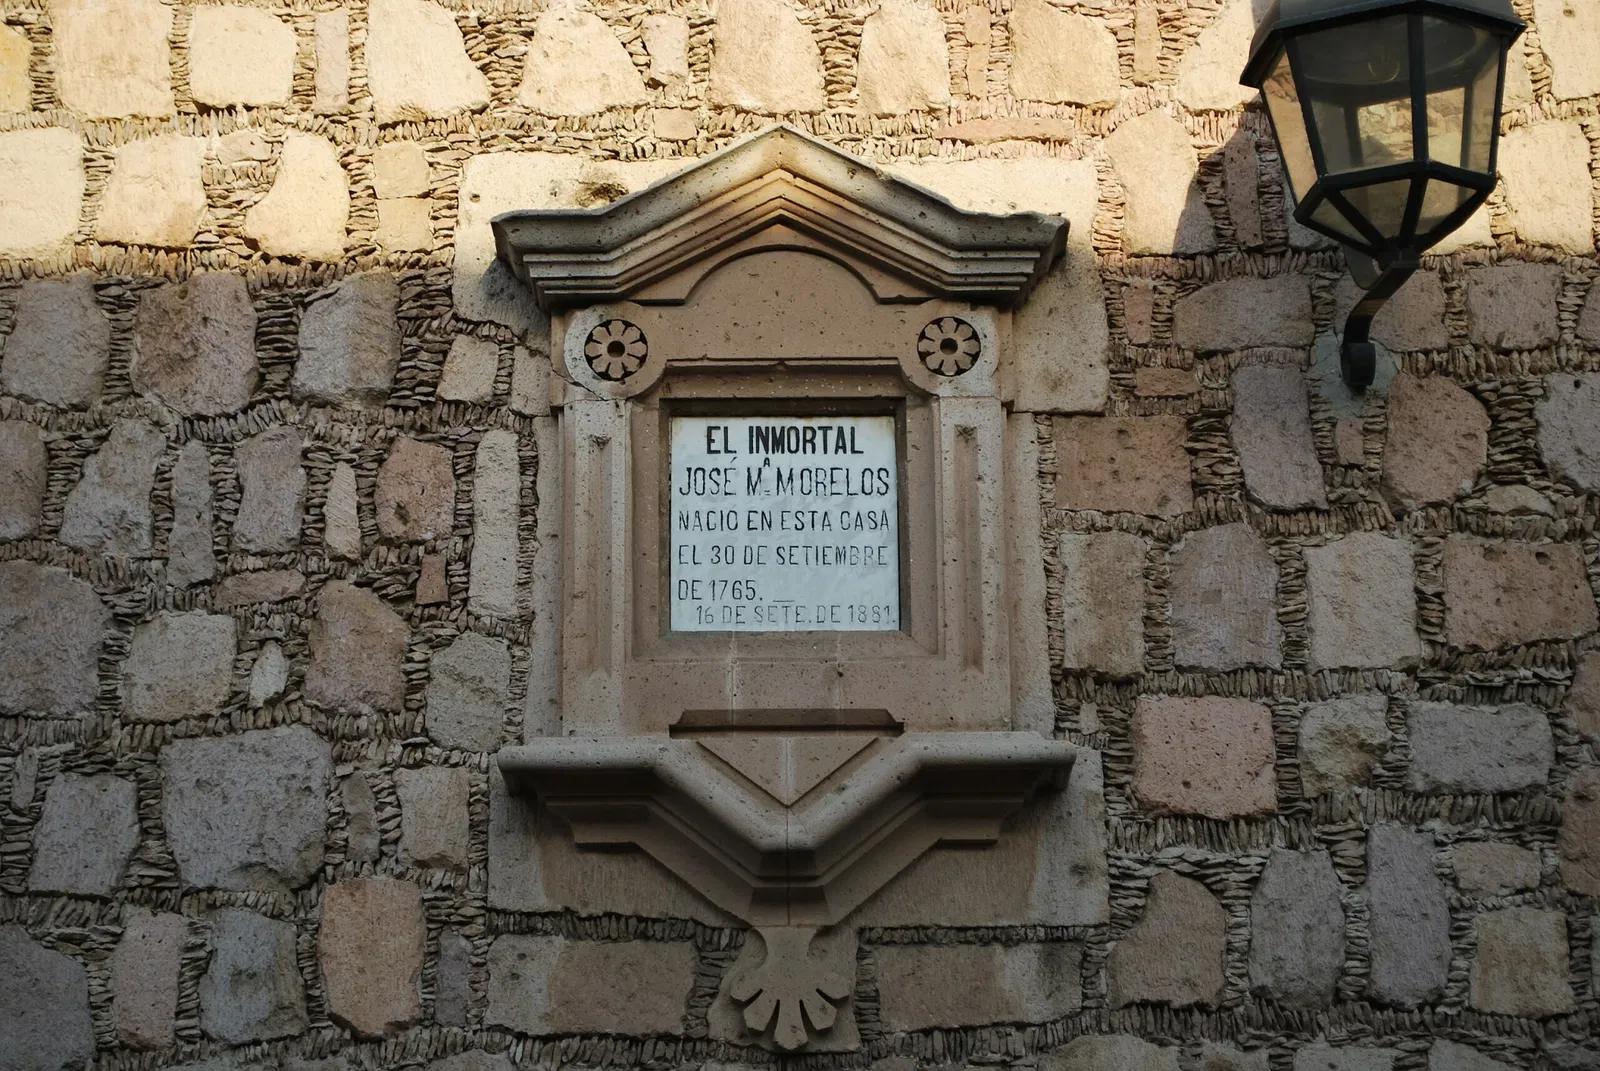 EL INMORTAL
JOSÉ Mᴬ MORELOS
NACIO EN ESTA CASA
EL 30 DE SETIEMBRE
DE 1765. _
16 DE SETE. DE 1881.